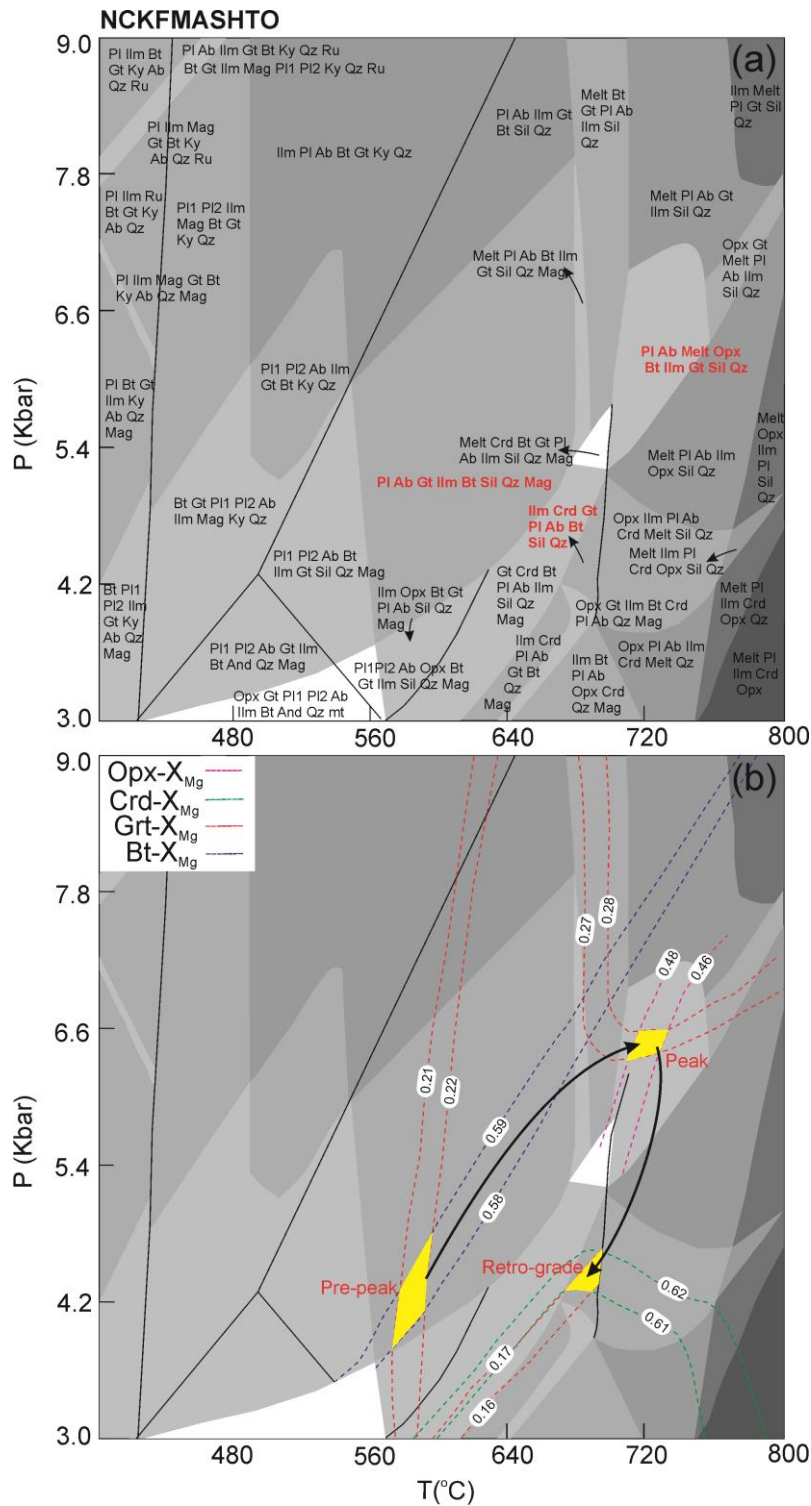 NCKFMASHTO
(a)
9.0
7.8
6.6
5.4
4.2
3.0
P (Kbar)
480
560
640
720
800
Pl Ilm Bt
Gt Ky Ab
Qz Ru
Pl Ab Ilm Gt Bt Ky Qz Ru
Bt Gt Ilm Mag Pl1 Pl2 Ky Qz Ru
Pl Ilm Mag
Gt Bt Ky
Ab Qz Ru
Ilm Pl Ab Bt Gt Ky Qz
Pl Ab Ilm Gt
Bt Sil Qz
Melt Bt
Gt Pl Ab
Ilm Sil
Qz
Ilm Melt
Pl Gt Sil
Qz
Pl Ilm Ru
Bt Gt Ky
Ab Qz
Pl1 Pl2 Ilm
Mag Bt Gt
Ky Qz
Melt Pl Ab Gt
Ilm Sil Qz
Opx Gt
Melt Pl
Ab Ilm
Sil Qz
Pl Ilm Mag Gt Bt
Ky Ab Qz Mag
Melt Pl Ab Bt Ilm
Gt Sil Qz Mag
Pl Ab Melt Opx
Bt Ilm Gt Sil Qz
Pl1 Pl2 Ab Ilm
Gt Bt Ky Qz
Pl Bt Gt
Ilm Ky
Ab Qz
Mag
Melt Crd Bt Gt Pl
Ab Ilm Sil Qz Mag
Pl Ab Gt Ilm Bt Sil Qz Mag
Melt Pl Ab Ilm
Opx Sil Qz
Melt
Opx
Ilm
Pl
Sil
Qz
Bt Gt Pl1 Pl2 Ab
Ilm Mag Ky Qz
Ilm Crd Gt
Pl Ab Bt
Sil Qz
Opx Ilm Pl Ab
Crd Melt Sil Qz
Melt Ilm Pl
Crd Opx Sil Qz
Pl1 Pl2 Ab Bt
Ilm Gt Sil Qz Mag
Bt Pl1
Pl2 Ilm
Gt Ky
Ab Qz
Mag
Ilm Opx Bt Gt
Pl Ab Sil Qz
Mag
Gt Crd Bt
Pl Ab Ilm
Sil Qz
Mag
Opx Gt Ilm Bt Crd
Pl Ab Qz Mag
Melt Pl
Ilm Crd
Opx Qz
Pl1 Pl2 Ab Gt Ilm
Bt And Qz Mag
Pl1Pl2 Ab Opx Bt
Gt Ilm Sil Qz Mag
Ilm Crd
Pl Ab
Gt Bt
Qz
Mag
Ilm Bt
Pl Ab
Opx Crd
Qz Mag
Opx Pl Ab Ilm
Crd Melt Qz
Melt Pl
Ilm Crd
Opx
Opx Gt Pl1 Pl2 Ab
Ilm Bt And Qz mt
(b)
Opx-XMg
Crd-XMg
Grt-XMg
Bt-XMg
9.0
7.8
6.6
5.4
4.2
3.0
P (Kbar)
0.27
0.28
0.48
0.46
0.21
0.22
Peak
0.59
0.58
Pre-peak
Retro-grade
0.62
0.61
0.17
0.16
480
560
640
720
800
T(°C)